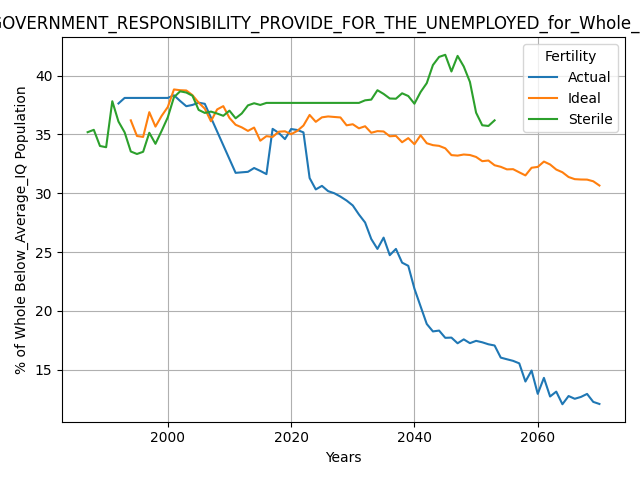 GOVERNMENT_RESPONSIBILITY_PROVIDE_FOR_THE_UNEMPLOYED_for_Whole_
Fertility
Actual
Ideal
Sterile
% of Whole Below_Average_IQ Population
40
35
30
25
20
15
2000
2020
2040
2060
Years